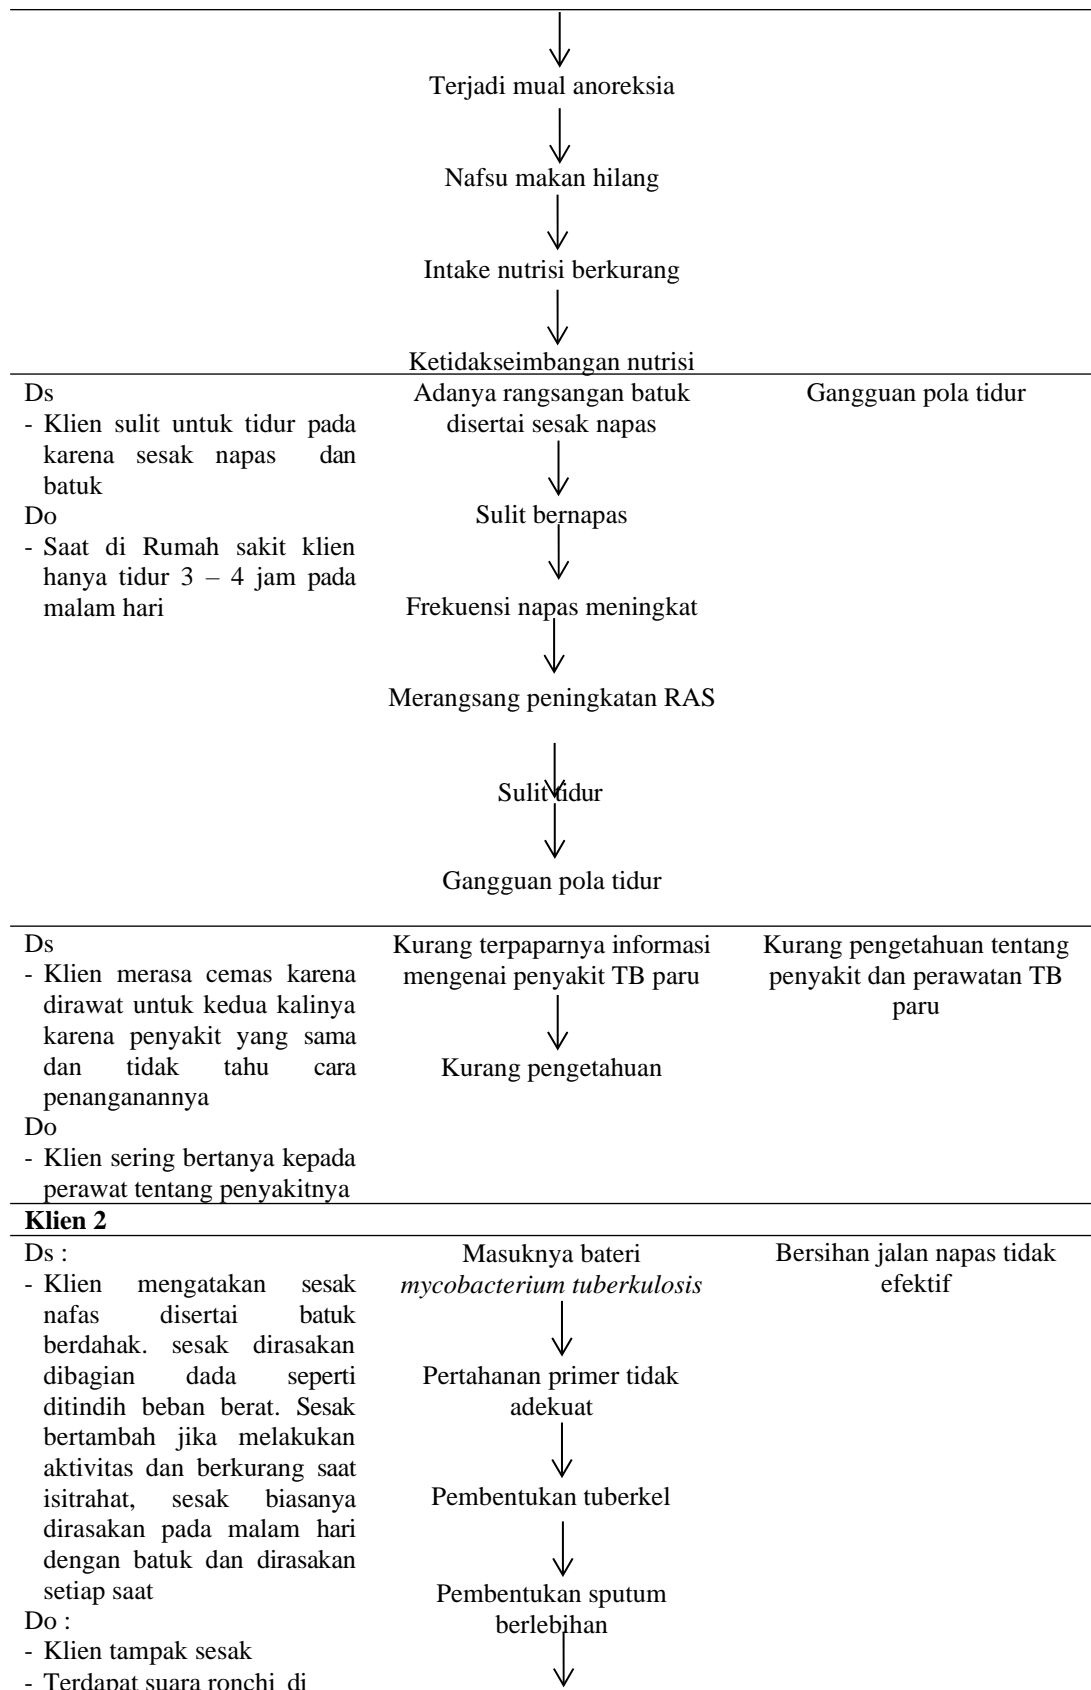 Terjadi mual anoreksia
Nafsu makan hilang
Intake nutrisi berkurang
Ketidakseimbangan nutrisi
Ds
- Klien sulit untuk tidur pada
karena sesak napas dan
batuk
Do
- Saat di Rumah sakit klien
hanya tidur 3 – 4 jam pada
malam hari
Adanya rangsangan batuk
disertai sesak napas
Sulit bernapas
Frekuensi napas meningkat
Merangsang peningkatan RAS
Sulit tidur
Gangguan pola tidur
Gangguan pola tidur
Ds
- Klien merasa cemas karena
dirawat untuk kedua kalinya
karena penyakit yang sama
dan tidak tahu cara
penanganannya
Do
- Klien sering bertanya kepada
perawat tentang penyakitnya
Kurang terpaparnya informasi
mengenai penyakit TB paru
Kurang pengetahuan
Kurang pengetahuan tentang
penyakit dan perawatan TB
paru
Klien 2
Ds :
- Klien mengatakan sesak
nafas disertai batuk
berdahak. sesak dirasakan
dibagian dada seperti
ditindih beban berat. Sesak
bertambah jika melakukan
aktivitas dan berkurang saat
isitrahat, sesak biasanya
dirasakan pada malam hari
dengan batuk dan dirasakan
setiap saat
Do :
- Klien tampak sesak
- Terdapat suara ronchi di
Masuknya bateri
mycobacterium tuberkulosis
Pertahanan primer tidak
adekuat
Pembentukan tuberkel
Pembentukan sputum
berlebihan
Bersihan jalan napas tidak
efektif